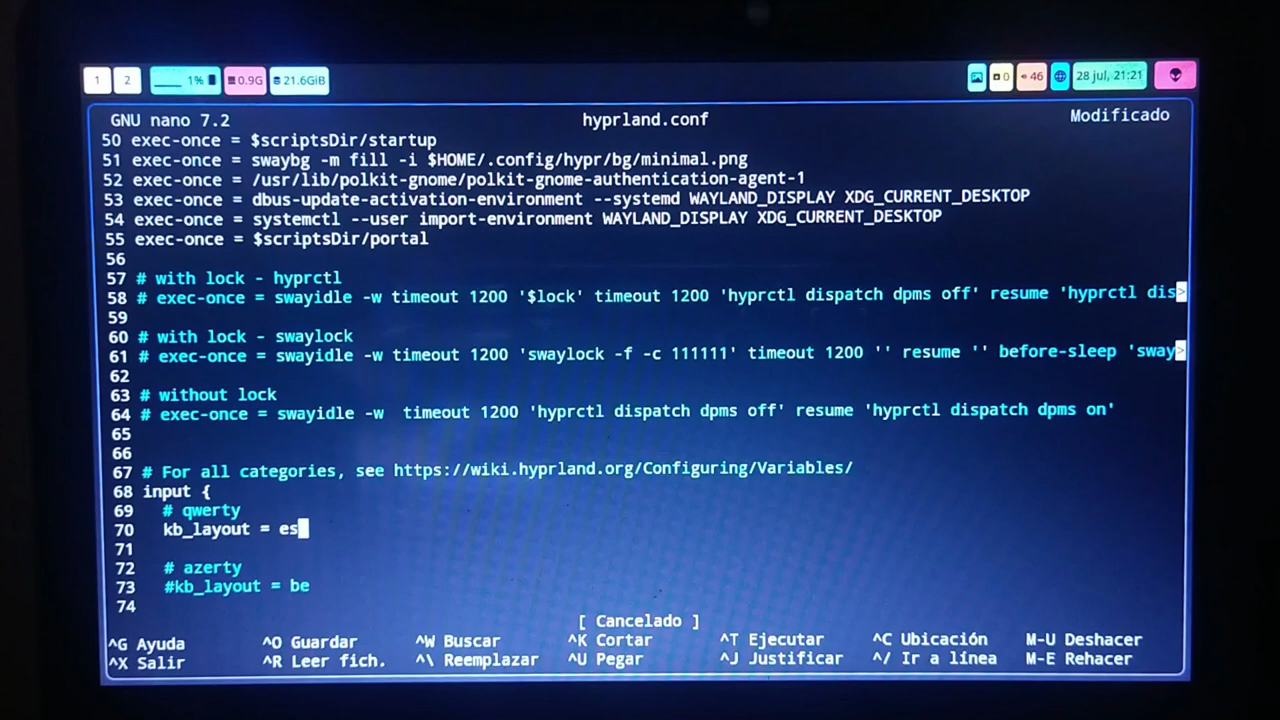 1 2 1% 0.9G 21.6GiB 0 46 28 jul, 21:21
GNU nano 7.2 hyprland.conf Modificado
50 exec-once = $scriptsDir/startup
51 exec-once = swaybg -m fill -i $HOME/.config/hypr/bg/minimal.png
52 exec-once = /usr/lib/polkit-gnome/polkit-gnome-authentication-agent-1
53 exec-once = dbus-update-activation-environment --systemd WAYLAND_DISPLAY XDG_CURRENT_DESKTOP
54 exec-once = systemctl --user import-environment WAYLAND_DISPLAY XDG_CURRENT_DESKTOP
55 exec-once = $scriptsDir/portal
56
57 # with lock - hyprctl
58 # exec-once = swayidle -w timeout 1200 '$lock' timeout 1200 'hyprctl dispatch dpms off' resume 'hyprctl dis>
59
60 # with lock - swaylock
61 # exec-once = swayidle -w timeout 1200 'swaylock -f -c 111111' timeout 1200 '' resume '' before-sleep 'sway>
62
63 # without lock
64 # exec-once = swayidle -w  timeout 1200 'hyprctl dispatch dpms off' resume 'hyprctl dispatch dpms on'
65
66
67 # For all categories, see https://wiki.hyprland.org/Configuring/Variables/
68 input {
69   # qwerty
70   kb_layout = es
71
72   # azerty
73   #kb_layout = be
74
[ Cancelado ]
^G Ayuda ^O Guardar ^W Buscar ^K Cortar ^T Ejecutar ^C Ubicación M-U Deshacer
^X Salir ^R Leer fich. ^\ Reemplazar ^U Pegar ^J Justificar ^/ Ir a línea M-E Rehacer